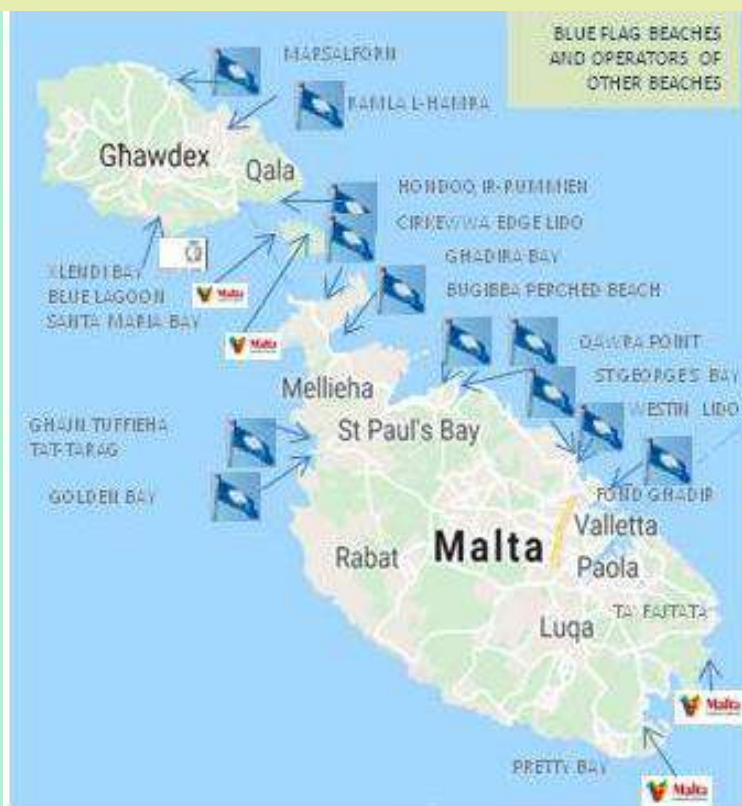 BLUE FLAG BEACHES
AND OPERATORS OF
OTHER BEACHES
MARSALFORN
RAMLA L-HAMRA
Għawdex
Qala
HONDOQ IR-RUMMIEN
CIRKEWWA EDGE LIDO
GHADIRA BAY
BUGIBBA PERCHED BEACH
XLENDI BAY
BLUE LAGOON
SANTA MARIA BAY
Malta
Malta
QAWRA POINT
ST GEORGE'S BAY
WESTIN LIDO
Mellieha
St Paul's Bay
GHAJN TUFFIEHA
TAT-TARAG
GOLDEN BAY
FOND GHADIR
Valletta
Malta
Rabat
Paola
TA' FAJTATA
Luqa
Malta
PRETTY BAY
Malta